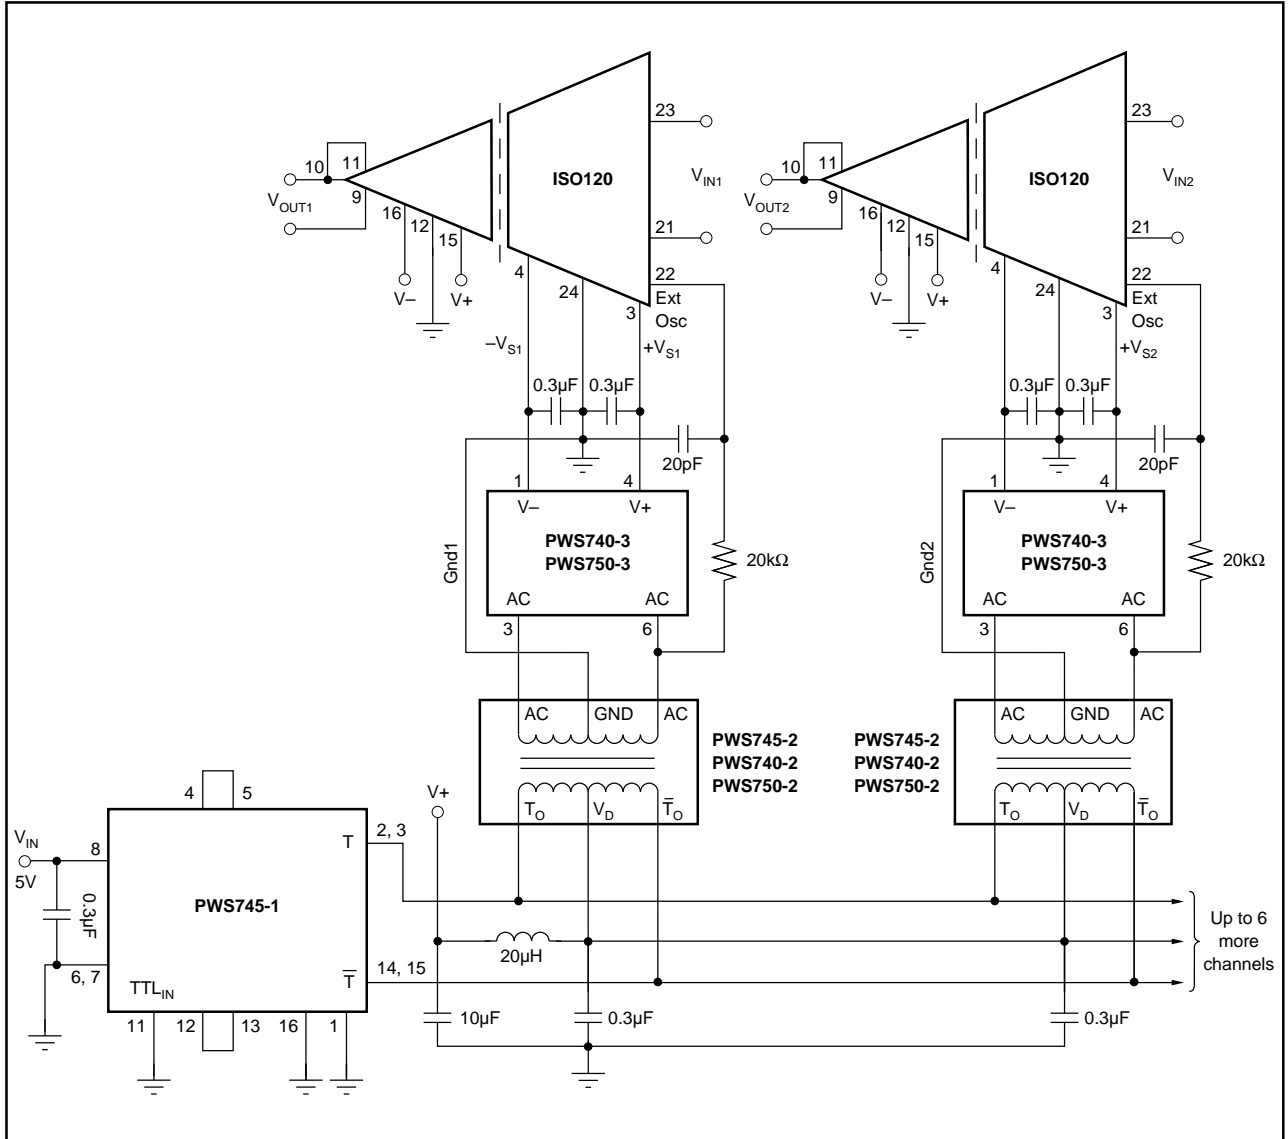 23
10
11
ISO120
V_IN1
9
V_OUT1
16
12
15
21
4
22
V–
V+
24
Ext
Osc
3
–V_S1
+V_S1
0.3µF
0.3µF
20pF
1
4
V–
V+
Gnd1
PWS740-3
PWS750-3
20kΩ
AC
AC
3
6
AC
GND
AC
PWS745-2
PWS740-2
PWS750-2
T_O
V_D
T̅_O
23
10
11
ISO120
V_IN2
9
V_OUT2
16
12
15
21
4
22
V–
V+
24
Ext
Osc
3
+V_S2
0.3µF
0.3µF
20pF
1
4
V–
V+
Gnd2
PWS740-3
PWS750-3
20kΩ
AC
AC
3
6
AC
GND
AC
PWS745-2
PWS740-2
PWS750-2
T_O
V_D
T̅_O
4
5
V+
V_IN
8
T
2, 3
5V
0.3µF
PWS745-1
Up to 6
more
channels
20µH
6, 7
TTL_IN
T̅
14, 15
11
12
13
16
1
10µF
0.3µF
0.3µF